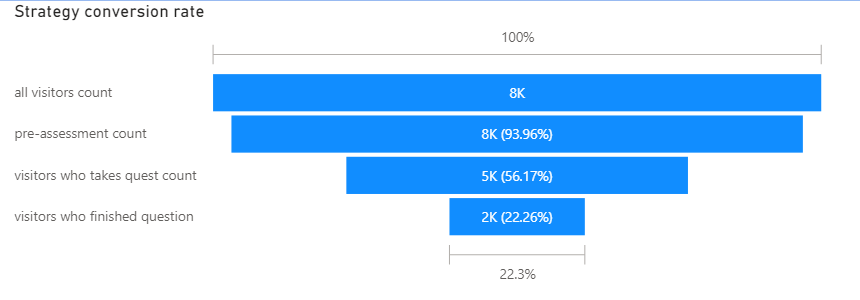 Strategy conversion rate
100%
all visitors count
8K
pre-assessment count
8K (93.96%)
visitors who takes quest count
5K (56.17%)
visitors who finished question
2K (22.26%)
22.3%